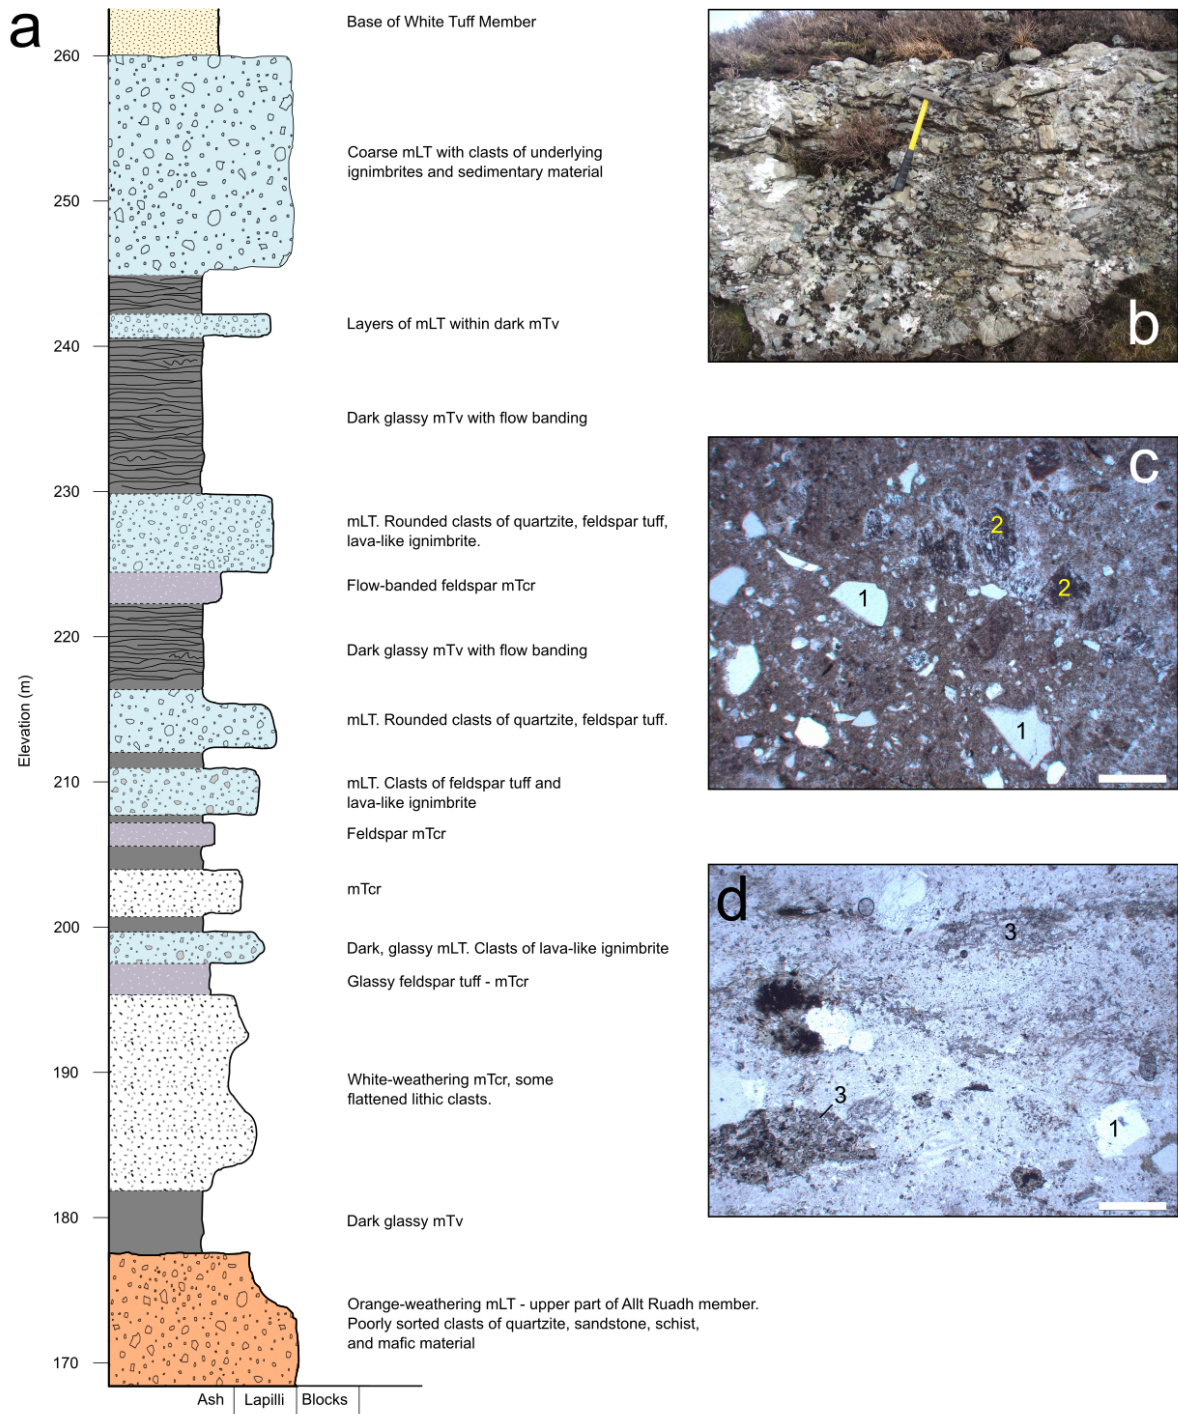 a
Base of White Tuff Member
260
Coarse mLT with clasts of underlying
ignimbrites and sedimentary material
250
Layers of mLT within dark mTv
240
Dark glassy mTv with flow banding
230
mLT. Rounded clasts of quartzite, feldspar tuff,
lava-like ignimbrite.
Flow-banded feldspar mTcr
220
Dark glassy mTv with flow banding
mLT. Rounded clasts of quartzite, feldspar tuff.
Elevation (m)
210
mLT. Clasts of feldspar tuff and
lava-like ignimbrite
Feldspar mTcr
mTcr
200
Dark, glassy mLT. Clasts of lava-like ignimbrite
Glassy feldspar tuff - mTcr
190
White-weathering mTcr, some
flattened lithic clasts.
180
Dark glassy mTv
Orange-weathering mLT - upper part of Allt Ruadh member.
Poorly sorted clasts of quartzite, sandstone, schist,
and mafic material
170
Ash Lapilli Blocks
b
c
2
2
1
1
d
3
3
1